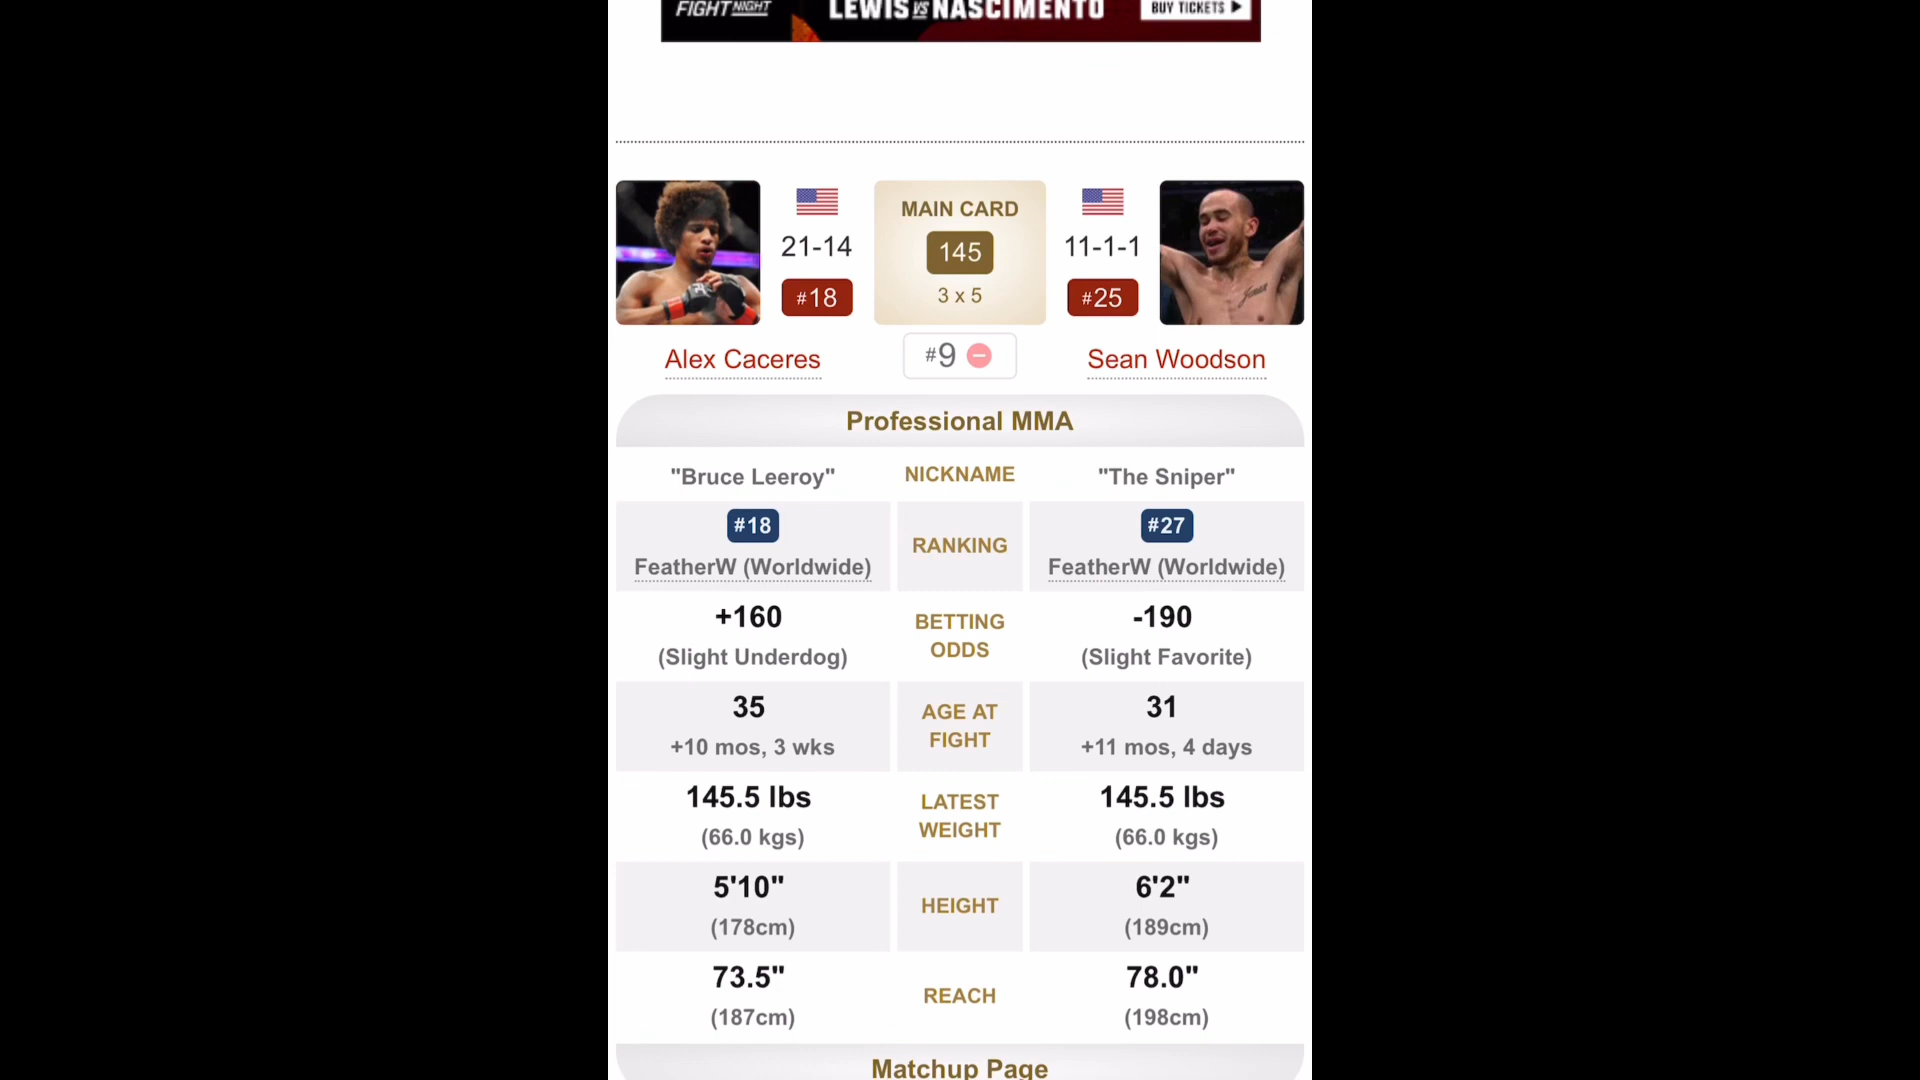 FIGHT NIGHT
LEWIS VS NASCIMENTO
BUY TICKETS
MAIN CARD
21-14
145
11-1-1
#18
3 x 5
#25
Alex Caceres
#9
Sean Woodson
Professional MMA
"Bruce Leeroy"
NICKNAME
"The Sniper"
#18
FeatherW (Worldwide)
RANKING
#27
FeatherW (Worldwide)
+160
(Slight Underdog)
BETTING
ODDS
-190
(Slight Favorite)
35
+10 mos, 3 wks
AGE AT
FIGHT
31
+11 mos, 4 days
145.5 lbs
(66.0 kgs)
LATEST
WEIGHT
145.5 lbs
(66.0 kgs)
5'10"
(178cm)
HEIGHT
6'2"
(189cm)
73.5"
(187cm)
REACH
78.0"
(198cm)
Matchup Page